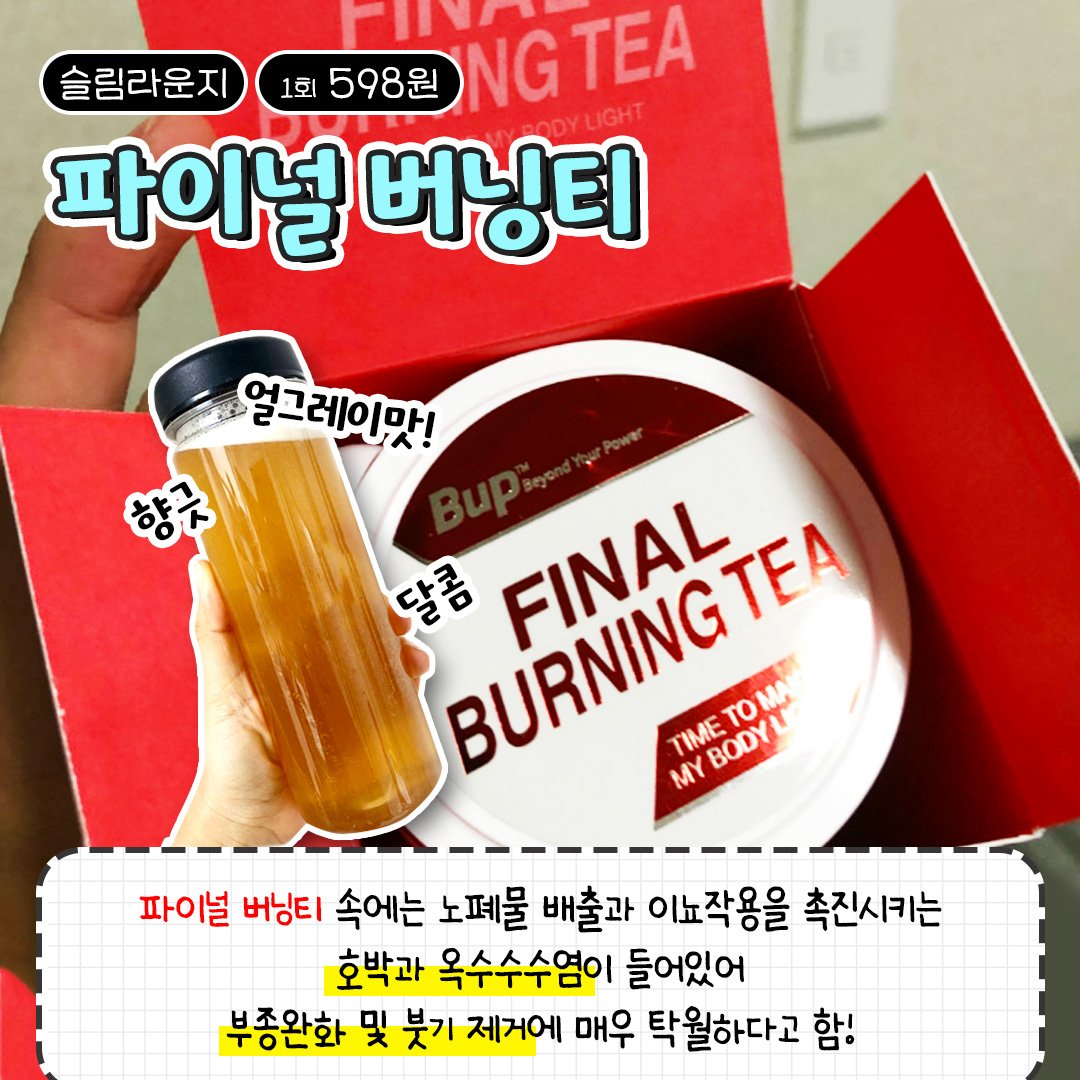 FINAL
BURNING TEA
MY BODY LIGHT
슬림라운지
1회 598원
파이널 버닝티
얼그레이맛!
향긋
달콤
Bup™ Beyond Your Power
FINAL
BURNING TEA
TIME TO
MY BODY
파이널 버닝티 속에는 노폐물 배출과 이뇨작용을 촉진시키는
호박과 옥수수수염이 들어있어
부종완화 및 붓기 제거에 매우 탁월하다고 함!